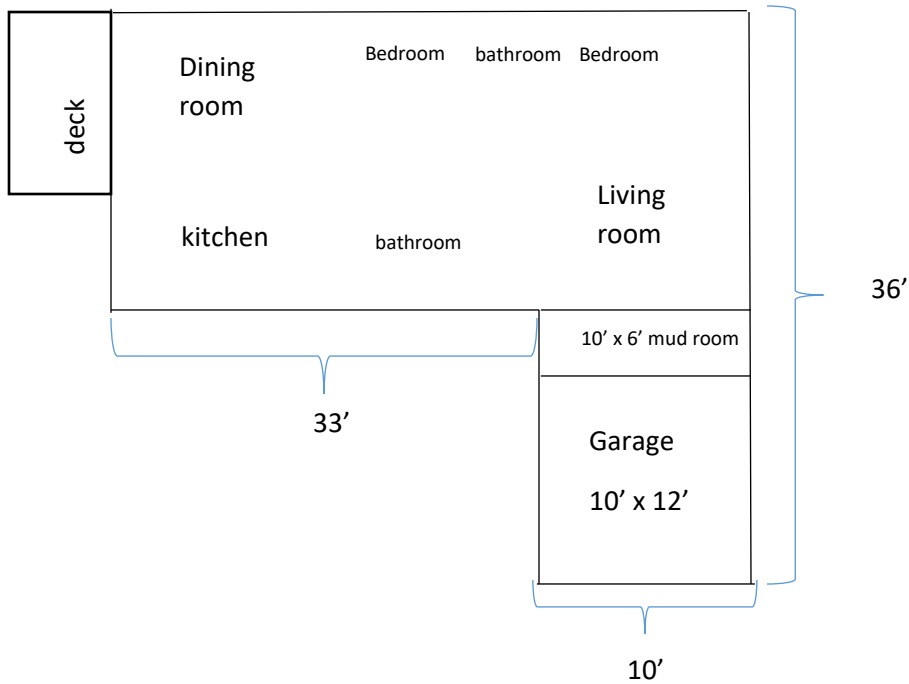 Bedroom bathroom Bedroom
Dining
room
deck
Living
room
kitchen
bathroom
36’
10’ x 6’ mud room
33’
Garage
10’ x 12’
10’